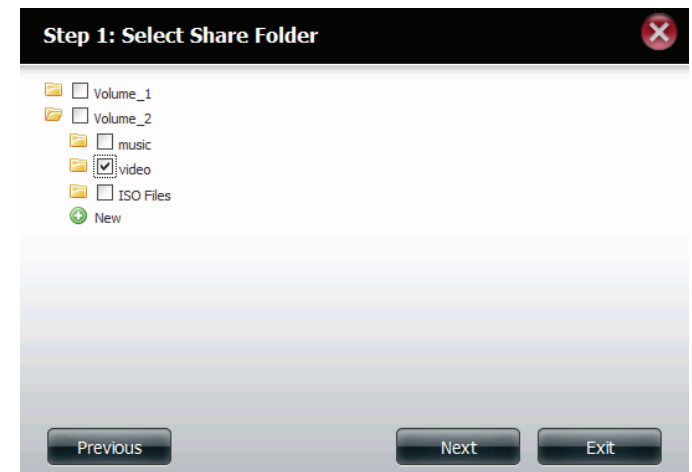 Step 1: Select Share Folder
Volume_1
Volume_2
music
video
ISO Files
New
Previous Next Exit